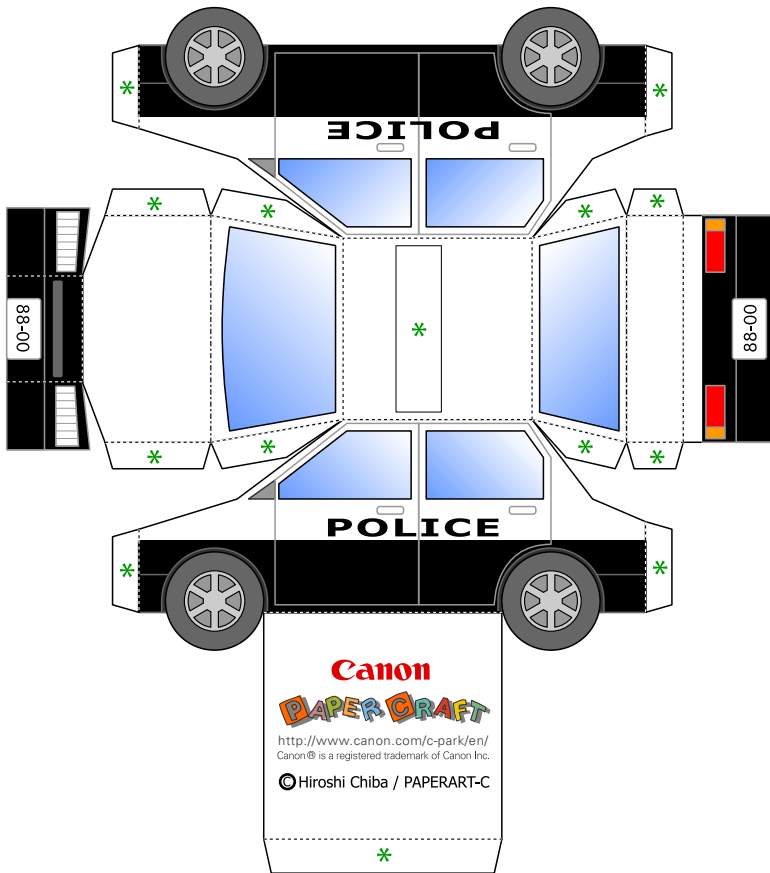 POLICE
88-00
88-00
POLICE
Canon
PAPER CRAFT
http://www.canon.com/c-park/en/
Canon® is a registered trademark of Canon Inc.
©Hiroshi Chiba / PAPERART-C